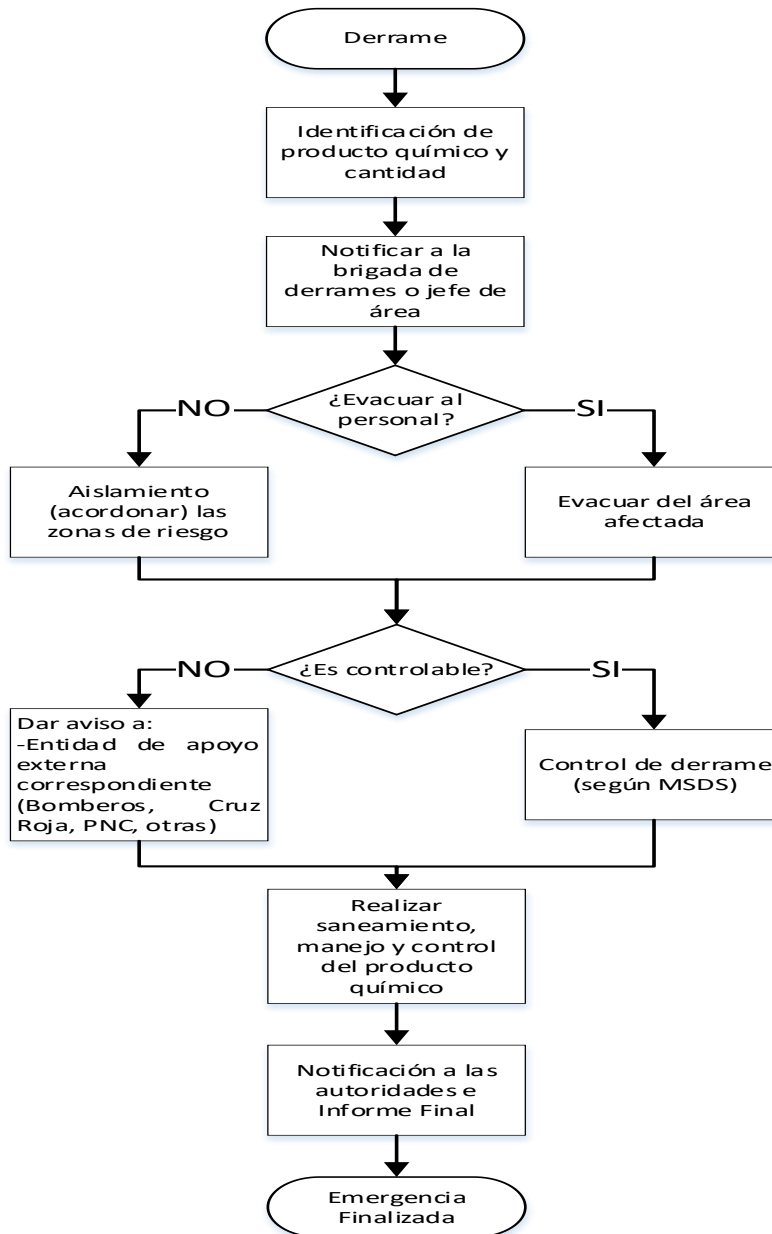 Derrame
Identificación de
producto químico y
cantidad
Notificar a la
brigada de
derrames o jefe de
área
¿Evacuar al
personal?
NO
SI
Aislamiento
(acordonar) las
zonas de riesgo
Evacuar del área
afectada
¿Es controlable?
NO
SI
Dar aviso a:
-Entidad de apoyo
externa
correspondiente
(Bomberos, Cruz
Roja, PNC, otras)
Control de derrame
(según MSDS)
Realizar
saneamiento,
manejo y control
del producto
químico
Notificación a las
autoridades e
Informe Final
Emergencia
Finalizada